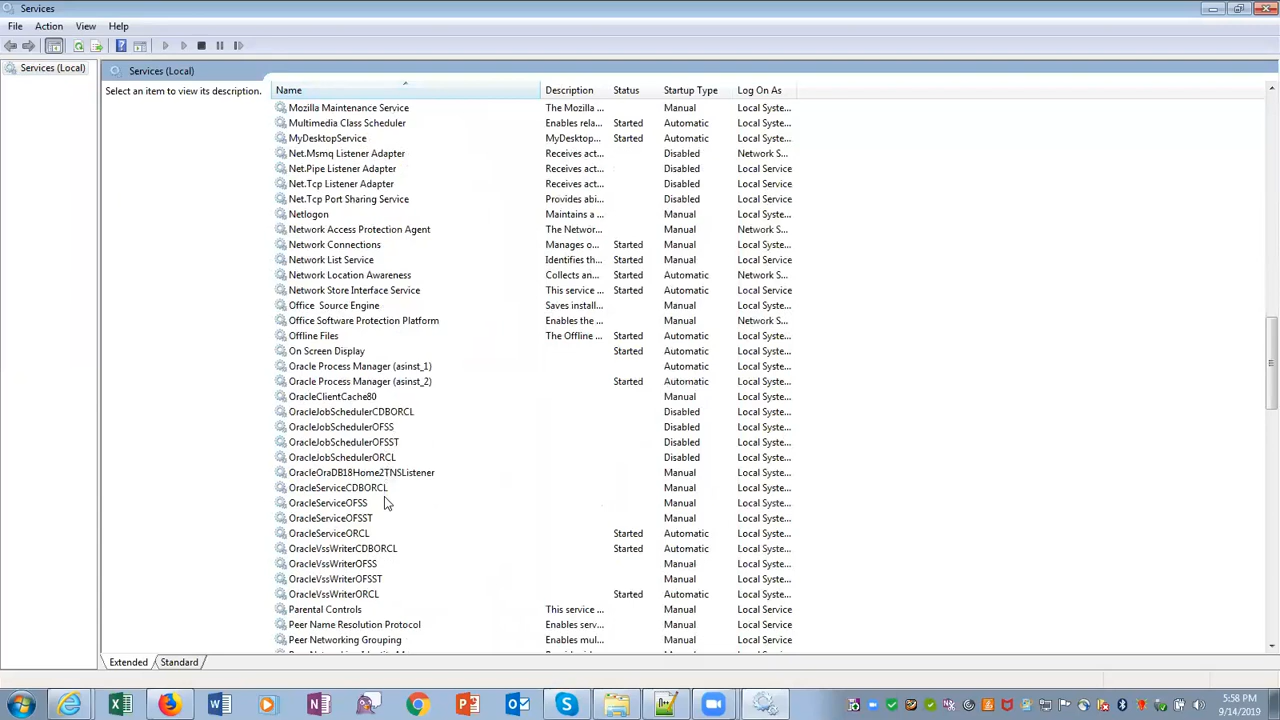 Services
File Action View Help
Services (Local)
Services (Local)
Select an item to view its description.
Name Description Status Startup Type Log On As
Mozilla Maintenance Service The Mozilla ... Manual Local Syste...
Multimedia Class Scheduler Enables rela... Started Automatic Local Syste...
MyDesktopService MyDesktop... Started Automatic Local Syste...
Net.Msmq Listener Adapter Receives act... Disabled Network S...
Net.Pipe Listener Adapter Receives act... Disabled Local Service
Net.Tcp Listener Adapter Receives act... Disabled Local Service
Net.Tcp Port Sharing Service Provides abi... Disabled Local Service
Netlogon Maintains a ... Manual Local Syste...
Network Access Protection Agent The Networ... Manual Network S...
Network Connections Manages o... Started Manual Local Syste...
Network List Service Identifies th... Started Manual Local Service
Network Location Awareness Collects an... Started Automatic Network S...
Network Store Interface Service This service ... Started Automatic Local Service
Office Source Engine Saves install... Manual Local Syste...
Office Software Protection Platform Enables the ... Manual Network S...
Offline Files The Offline ... Started Automatic Local Syste...
On Screen Display Started Automatic Local Syste...
Oracle Process Manager (asinst_1) Automatic Local Syste...
Oracle Process Manager (asinst_2) Started Automatic Local Syste...
OracleClientCache80 Manual Local Syste...
OracleJobSchedulerCDBORCL Disabled Local Syste...
OracleJobSchedulerOFSS Disabled Local Syste...
OracleJobSchedulerOFSST Disabled Local Syste...
OracleJobSchedulerORCL Disabled Local Syste...
OracleOraDB18Home2TNSListener Manual Local Syste...
OracleServiceCDBORCL Manual Local Syste...
OracleServiceOFSS Manual Local Syste...
OracleServiceOFSST Manual Local Syste...
OracleServiceORCL Started Automatic Local Syste...
OracleVssWriterCDBORCL Started Automatic Local Syste...
OracleVssWriterOFSS Manual Local Syste...
OracleVssWriterOFSST Manual Local Syste...
OracleVssWriterORCL Started Automatic Local Syste...
Parental Controls This service ... Manual Local Service
Peer Name Resolution Protocol Enables serv... Manual Local Service
Peer Networking Grouping Enables mul... Manual Local Service
Extended Standard
5:58 PM
9/14/2019